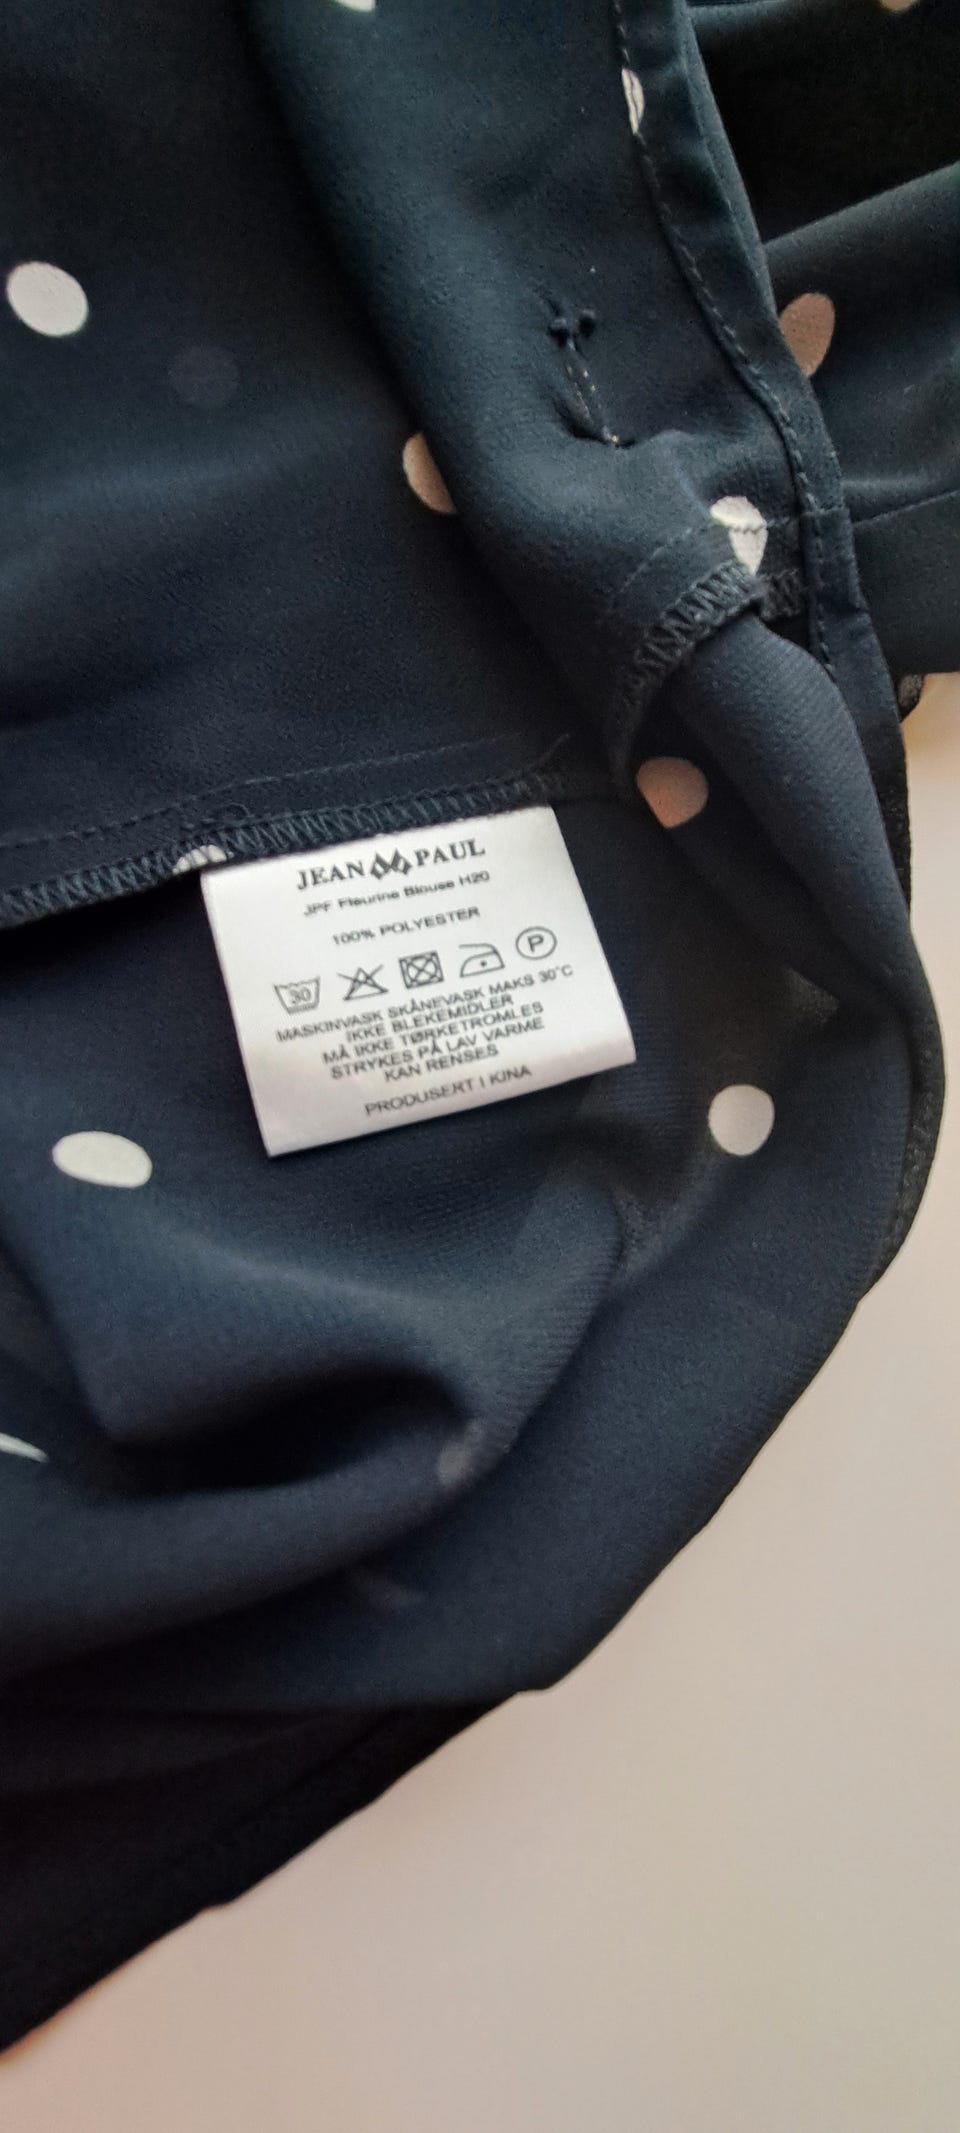 JEAN PAUL
JPF Fleurine Blouse H20
100% POLYESTER
30 P
MASKINVASK SKÅNEVASK MAKS 30°C
IKKE BLEKEMIDLER
MÅ IKKE TØRKETROMLES
STRYKES PÅ LAV VARME
KAN RENSES
PRODUSERT I KINA